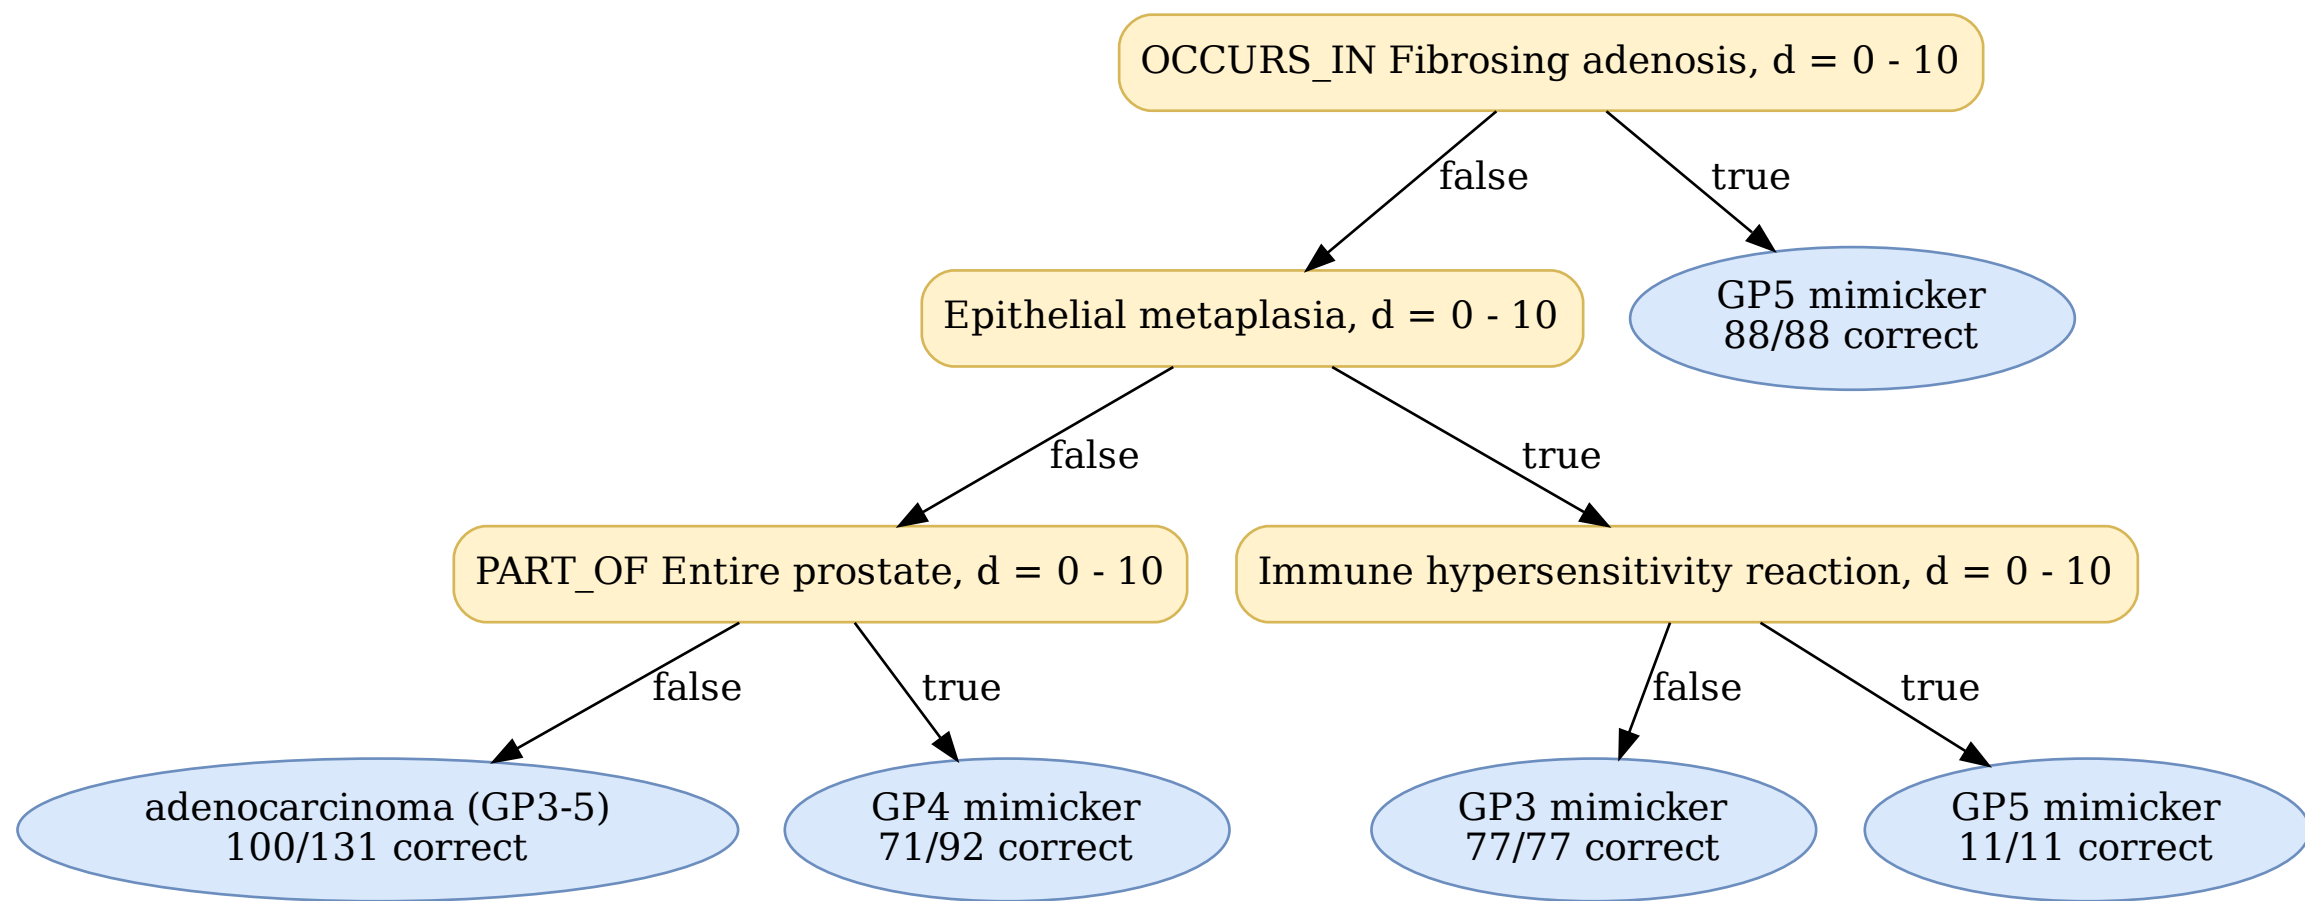 OCCURS_IN Fibrosing adenosis, d = 0 - 10
false
true
Epithelial metaplasia, d = 0 - 10
GP5 mimicker
88/88 correct
false
true
PART_OF Entire prostate, d = 0 - 10
Immune hypersensitivity reaction, d = 0 - 10
false
true
false
true
adenocarcinoma (GP3-5)
100/131 correct
GP4 mimicker
71/92 correct
GP3 mimicker
77/77 correct
GP5 mimicker
11/11 correct